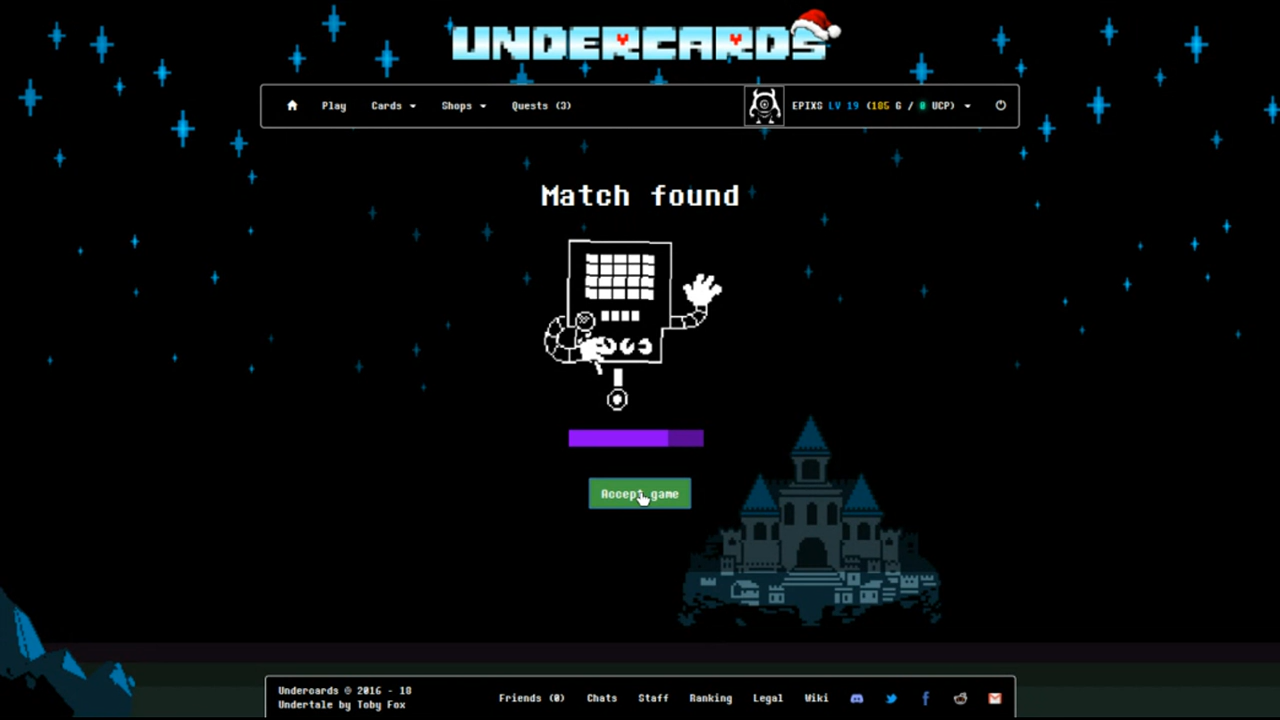 UNDERCARDS
Play Cards Shops Quests (3) EPIXS LV 19 (185 G / 0 UCP)
Match found
Accept game
Undercards © 2016 - 18
Undertale by Toby Fox
Friends (0) Chats Staff Ranking Legal Wiki